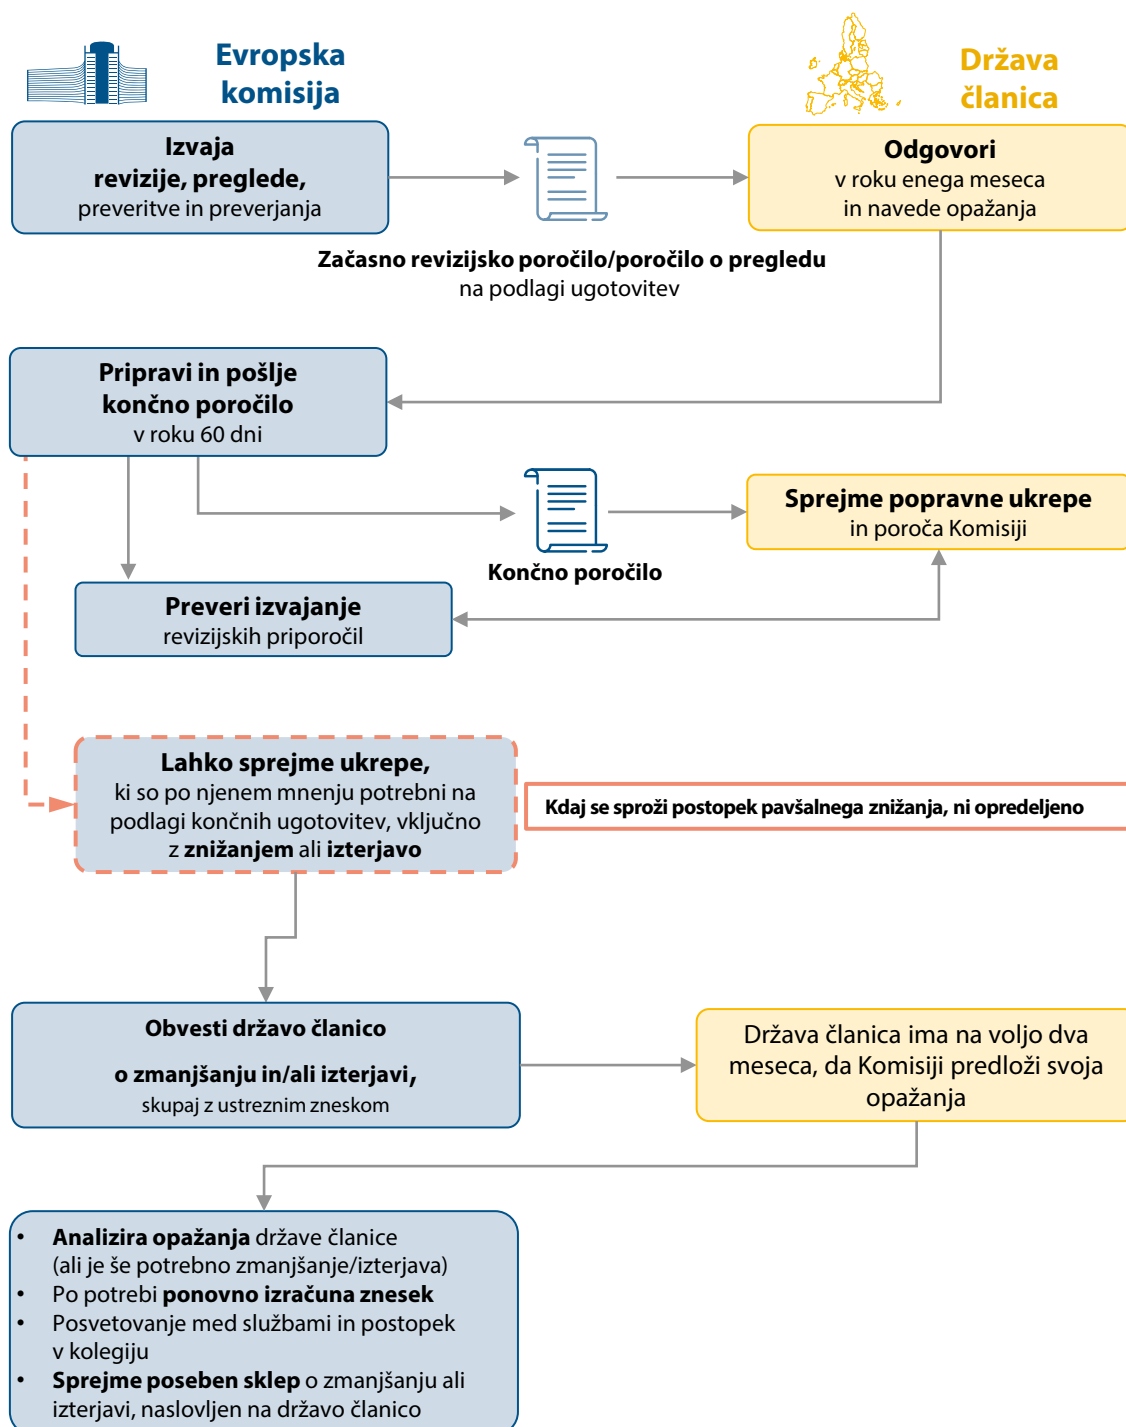 Evropska
komisija
Država
članica
Izvaja
revizije, preglede,
preveritve in preverjanja
Odgovori
v roku enega meseca
in navede opažanja
Začasno revizijsko poročilo/poročilo o pregledu
na podlagi ugotovitev
Pripravi in pošlje
končno poročilo
v roku 60 dni
Sprejme popravne ukrepe
in poroča Komisiji
Končno poročilo
Preveri izvajanje
revizijskih priporočil
Lahko sprejme ukrepe,
ki so po njenem mnenju potrebni na
podlagi končnih ugotovitev, vključno
z znižanjem ali izterjavo
Kdaj se sproži postopek pavšalnega znižanja, ni opredeljeno
Obvesti državo članico
o zmanjšanju in/ali izterjavi,
skupaj z ustreznim zneskom
Država članica ima na voljo dva
meseca, da Komisiji predloži svoja
opažanja
• Analizira opažanja države članice
(ali je še potrebno zmanjšanje/izterjava)
• Po potrebi ponovno izračuna znesek
• Posvetovanje med službami in postopek
v kolegiju
• Sprejme poseben sklep o zmanjšanju ali
izterjavi, naslovljen na državo članico